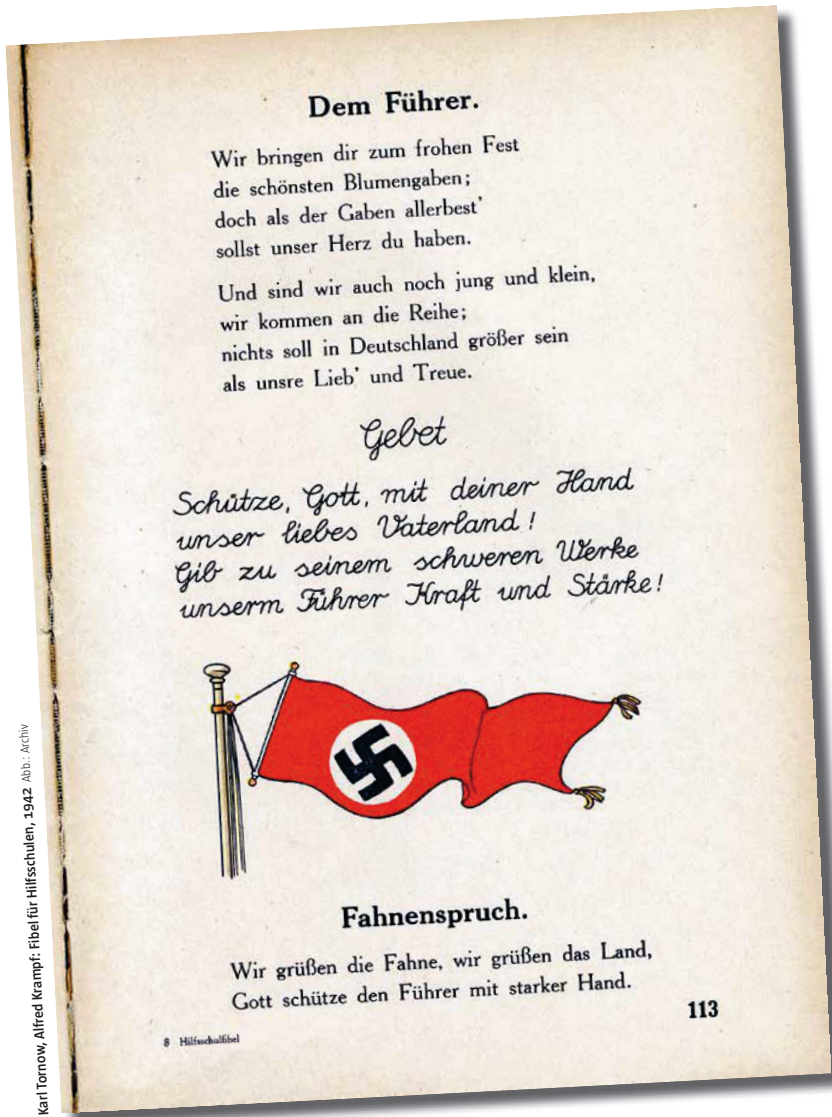 Dem Führer.
Wir bringen dir zum frohen Fest
die schönsten Blumengaben;
doch als der Gaben allerbest'
sollst unser Herz du haben.
Und sind wir auch noch jung und klein,
wir kommen an die Reihe;
nichts soll in Deutschland größer sein
als unsre Lieb' und Treue.
Gebet
Schütze, Gott, mit deiner Hand
unser liebes Vaterland!
Gib zu seinem schweren Werke
unserm Führer Kraft und Stärke!
Fahnenspruch.
Wir grüßen die Fahne, wir grüßen das Land,
Gott schütze den Führer mit starker Hand.
113
8 Hilfsschulfibel
Karl Tornow, Alfred Krampf: Fibel für Hilfsschulen, 1942 Abb.: Archiv